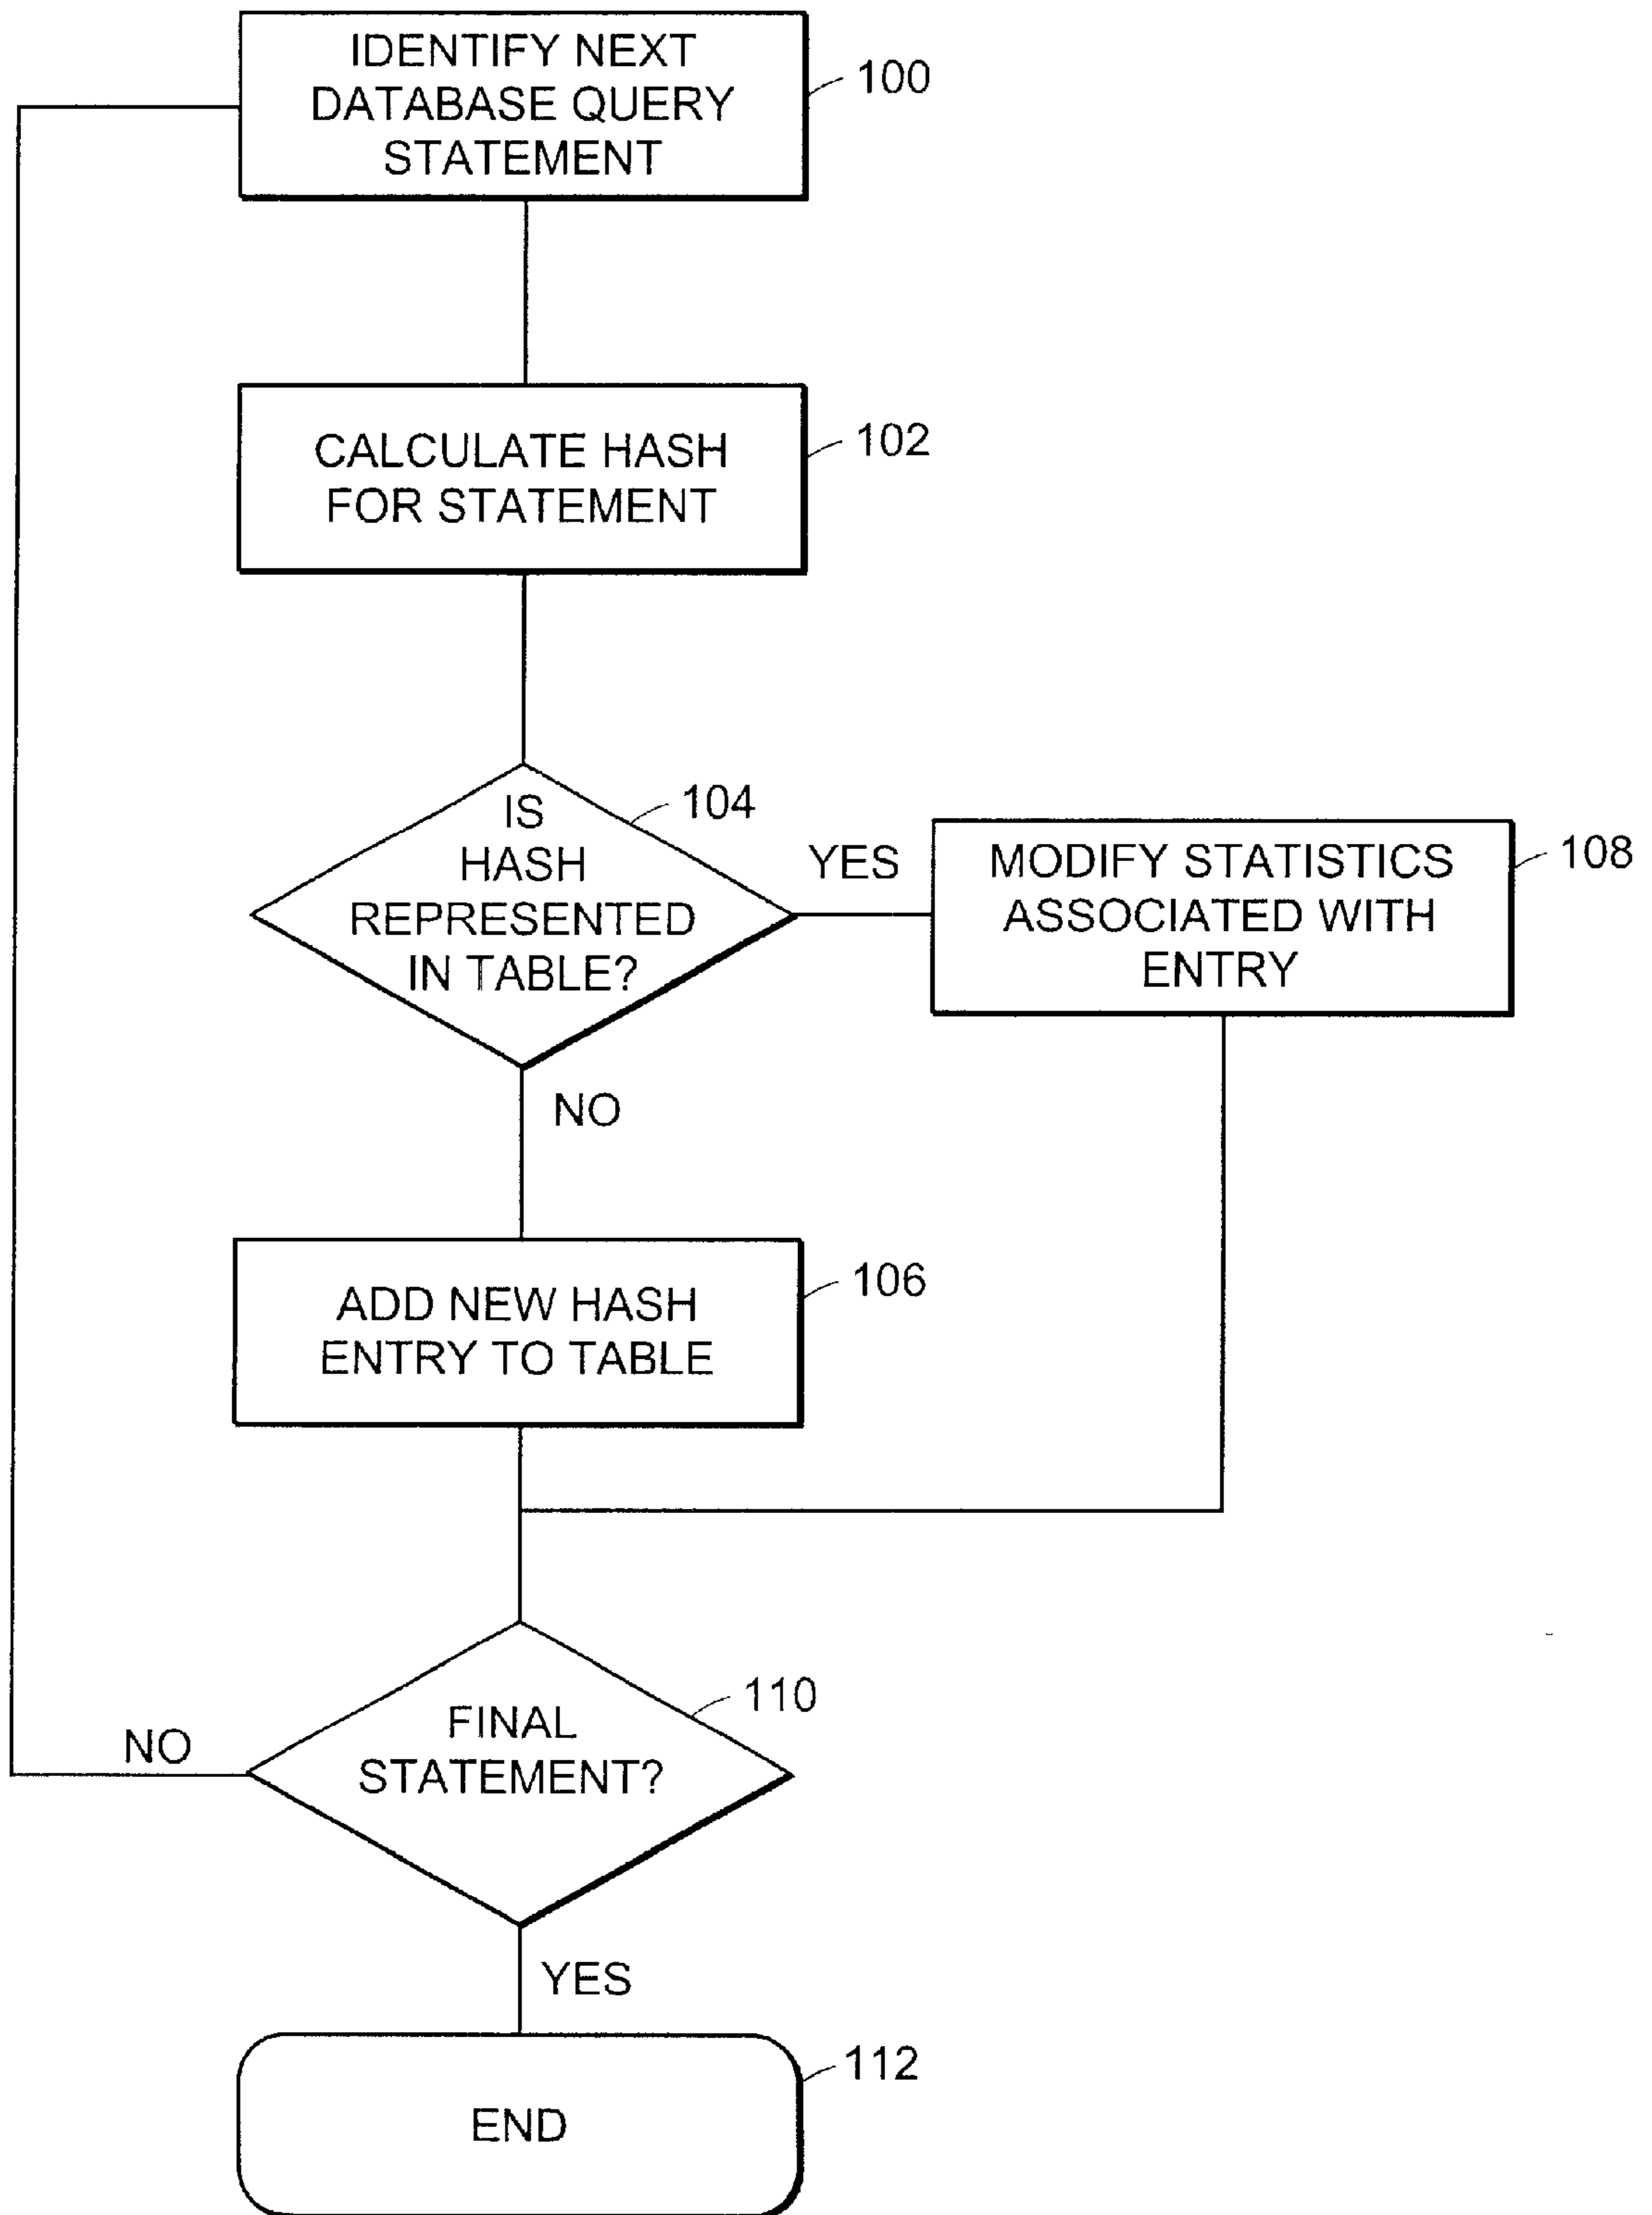 IDENTIFY NEXT
DATABASE QUERY
STATEMENT
100
CALCULATE HASH
FOR STATEMENT
102
IS
HASH
REPRESENTED
IN TABLE?
104
YES
MODIFY STATISTICS
ASSOCIATED WITH
ENTRY
108
NO
ADD NEW HASH
ENTRY TO TABLE
106
FINAL
STATEMENT?
110
NO
YES
END
112